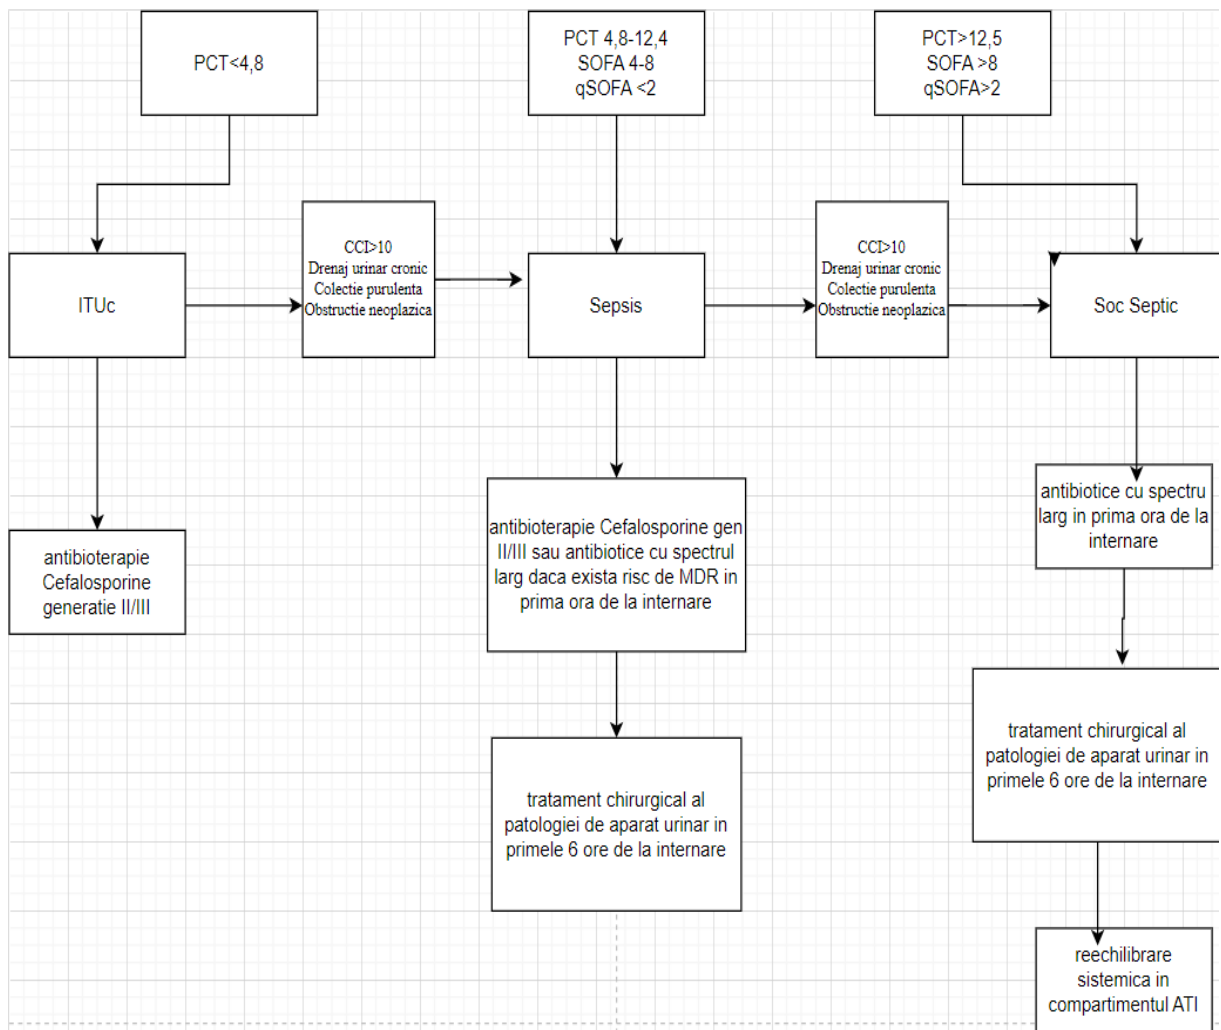 PCT<4,8
PCT 4,8-12,4
SOFA 4-8
qSOFA <2
PCT>12,5
SOFA >8
qSOFA>2
ITUc
CCI>10
Drenaj urinar cronic
Colectie purulenta
Obstructie neoplazica
Sepsis
CCI>10
Drenaj urinar cronic
Colectie purulenta
Obstructie neoplazica
Soc Septic
antibioterapie
Cefalosporine
generatie II/III
antibioterapie Cefalosporine gen
II/III sau antibiotice cu spectrul
larg daca exista risc de MDR in
prima ora de la internare
antibiotice cu spectru
larg in prima ora de la
internare
tratament chirurgical al
patologiei de aparat urinar in
primele 6 ore de la internare
tratament chirurgical al
patologiei de aparat urinar in
primele 6 ore de la internare
reechilibrare
sistemica in
compartimentul ATI